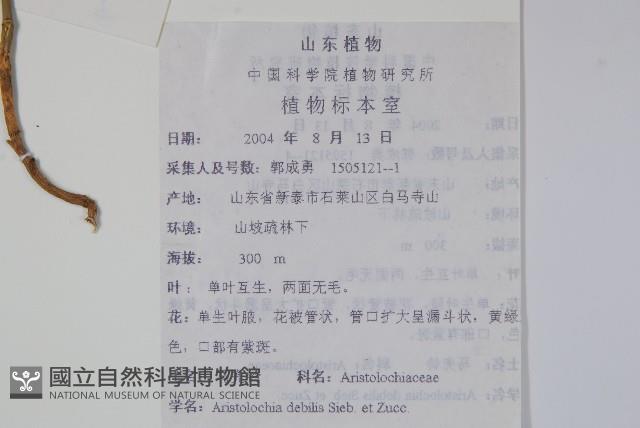 山东植物
中国科学院植物研究所
植物标本室
日期: 2004 年 8 月 13 日
采集人及号数: 郭成勇 1505121--1
产地: 山东省新泰市石莱山区白马寺山
环境: 山坡疏林下
海拔: 300 m
叶: 单叶互生，两面无毛。
花: 单生叶腋，花被管状，管口扩大呈漏斗状，黄绿
色，口部有紫斑。
科名: Aristolochiaceae
学名: Aristolochia debilis Sieb. et Zucc.
國立自然科學博物館
NATIONAL MUSEUM OF NATURAL SCIENCE